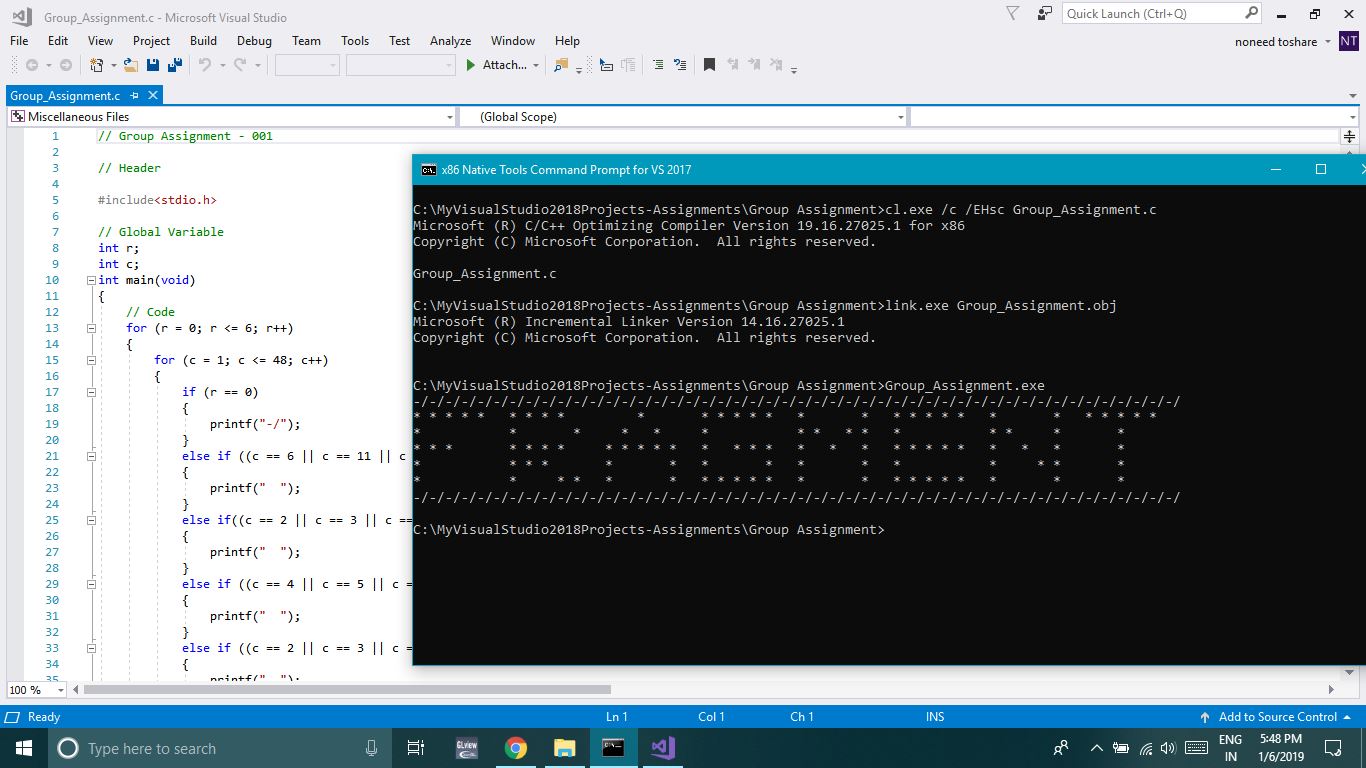 Group_Assignment.c - Microsoft Visual Studio
Quick Launch (Ctrl+Q)
File Edit View Project Build Debug Team Tools Test Analyze Window Help
noneed toshare NT
Attach...
Group_Assignment.c
Miscellaneous Files (Global Scope)
1 // Group Assignment - 001
2
3 // Header
4
5 #include<stdio.h>
6
7 // Global Variable
8 int r;
9 int c;
10 int main(void)
11 {
12 // Code
13 for (r = 0; r <= 6; r++)
14 {
15 for (c = 1; c <= 48; c++)
16 {
17 if (r == 0)
18 {
19 printf("-/");
20 }
21 else if ((c == 6 || c == 11 || c
22 {
23 printf("  ");
24 }
25 else if((c == 2 || c == 3 || c ==
26 {
27 printf("  ");
28 }
29 else if ((c == 4 || c == 5 || c =
30 {
31 printf("  ");
32 }
33 else if ((c == 2 || c == 3 || c =
34 {
35 printf("  ");
100 %
x86 Native Tools Command Prompt for VS 2017
C:\MyVisualStudio2018Projects-Assignments\Group Assignment>cl.exe /c /EHsc Group_Assignment.c
Microsoft (R) C/C++ Optimizing Compiler Version 19.16.27025.1 for x86
Copyright (C) Microsoft Corporation.  All rights reserved.
Group_Assignment.c
C:\MyVisualStudio2018Projects-Assignments\Group Assignment>link.exe Group_Assignment.obj
Microsoft (R) Incremental Linker Version 14.16.27025.1
Copyright (C) Microsoft Corporation.  All rights reserved.
C:\MyVisualStudio2018Projects-Assignments\Group Assignment>Group_Assignment.exe
-/-/-/-/-/-/-/-/-/-/-/-/-/-/-/-/-/-/-/-/-/-/-/-/-/-/-/-/-/-/-/-/-/-/-/-/-/-/-/-/-/-/-/-/-/-/-/-/
* * * * *   * * * *         *       * * * * *   *       *   * * * * *   *       *   * * * * *
*           *       *     *   *     *           * *   * *   *           * *     *       *
* * *       * * * *     * * * * *   *   * * *   *   *   *   * * * * *   *   *   *       *
*           * * *       *       *   *       *   *       *   *           *     * *       *
*           *     * *   *       *   * * * * *   *       *   * * * * *   *       *       *
-/-/-/-/-/-/-/-/-/-/-/-/-/-/-/-/-/-/-/-/-/-/-/-/-/-/-/-/-/-/-/-/-/-/-/-/-/-/-/-/-/-/-/-/-/-/-/-/
C:\MyVisualStudio2018Projects-Assignments\Group Assignment>
Ready Ln 1 Col 1 Ch 1 INS Add to Source Control
Type here to search
GLview
ENG
IN
5:48 PM
1/6/2019